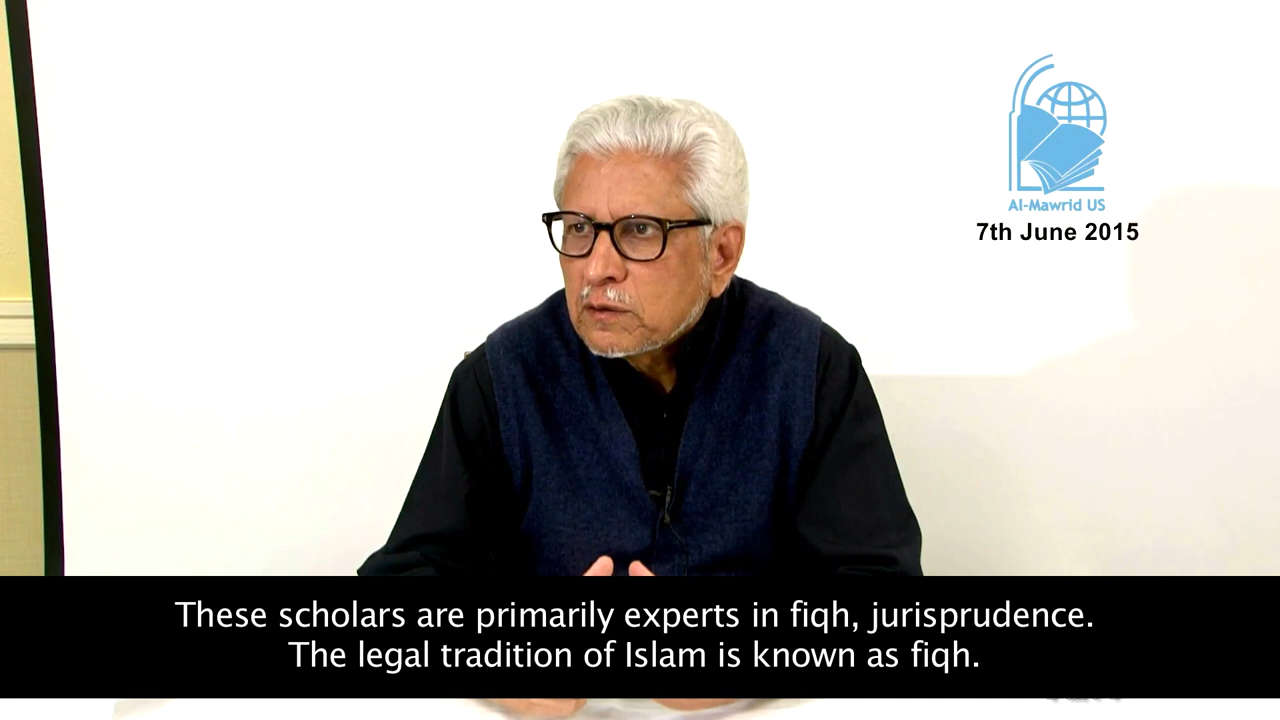 Al-Mawrid US
7th June 2015
These scholars are primarily experts in fiqh, jurisprudence.
The legal tradition of Islam is known as fiqh.